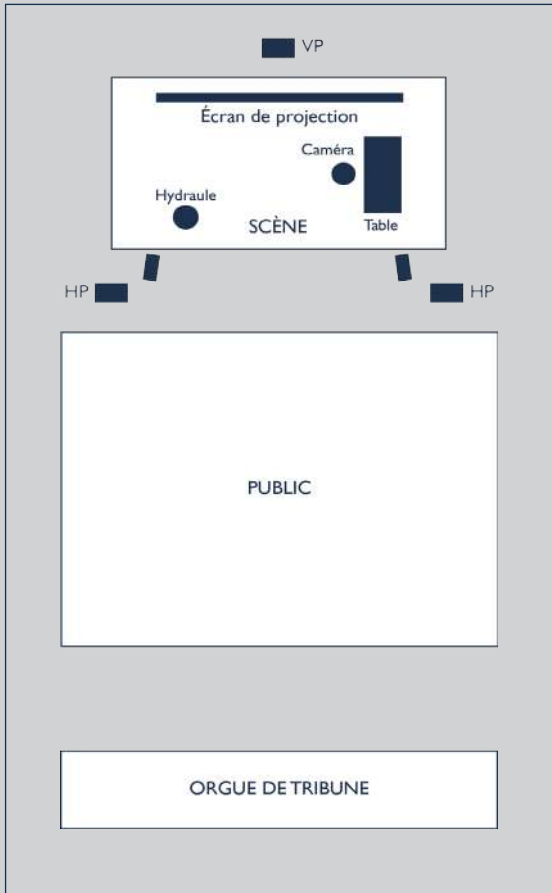 VP
Écran de projection
Caméra
Hydraule
SCÈNE
Table
HP
HP
PUBLIC
ORGUE DE TRIBUNE